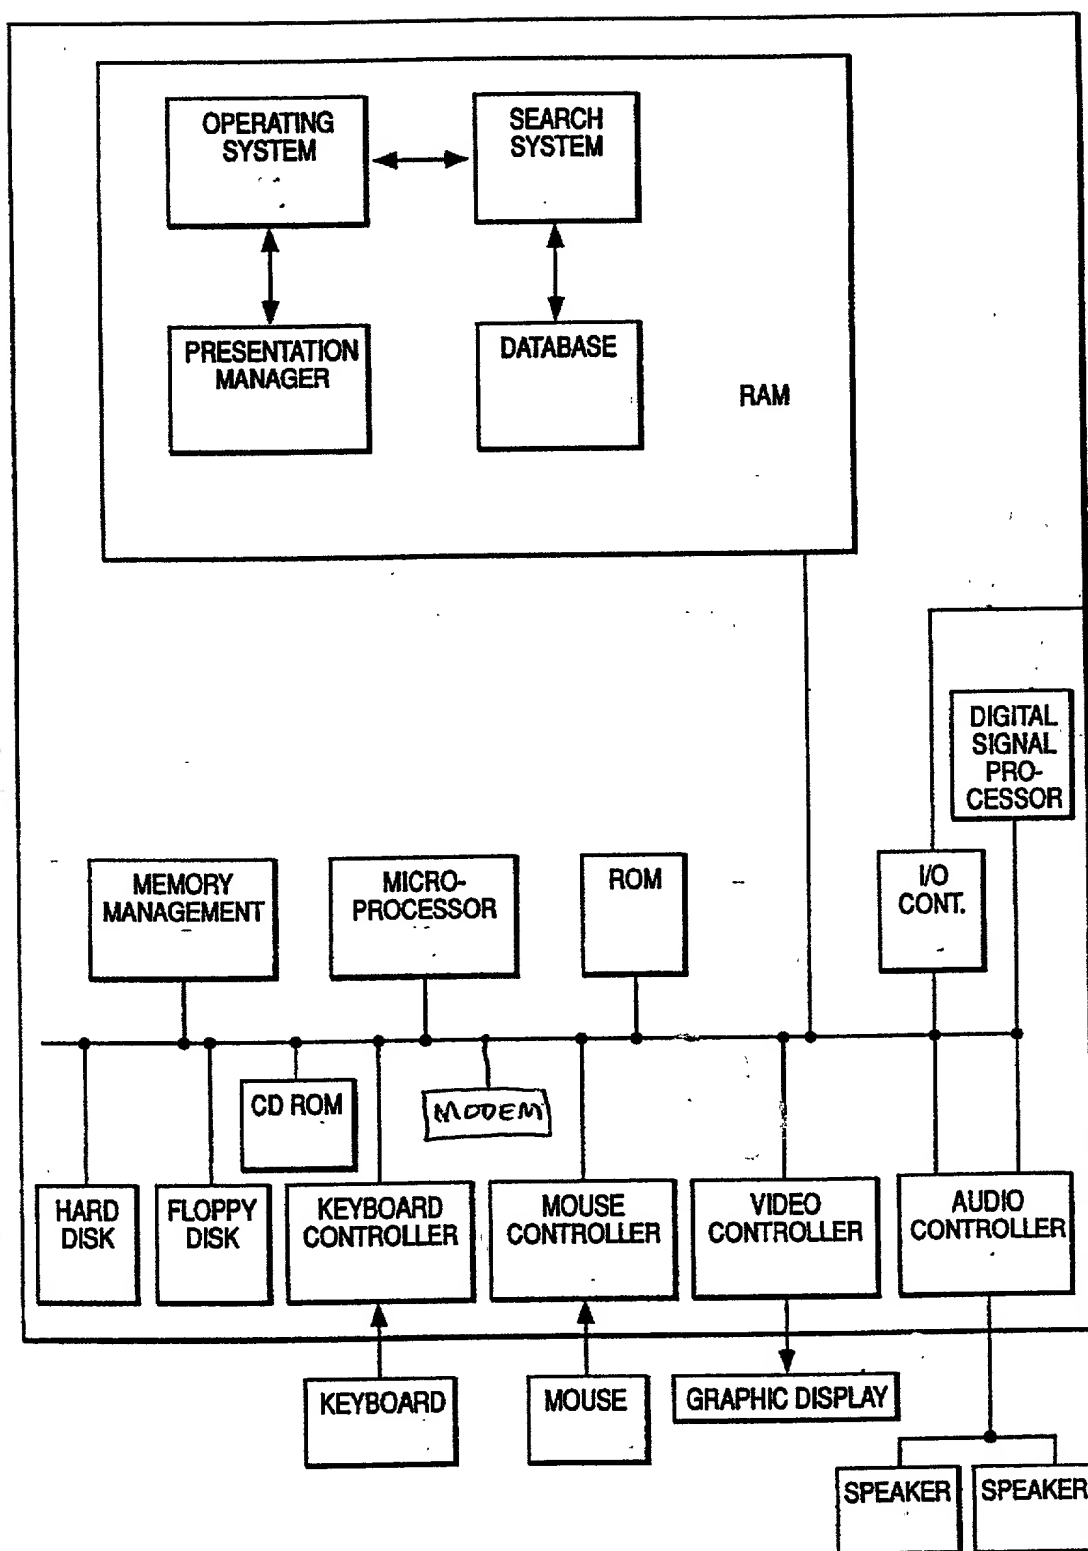 OPERATING
SYSTEM
SEARCH
SYSTEM
PRESENTATION
MANAGER
DATABASE
RAM
DIGITAL
SIGNAL
PRO-
CESSOR
MEMORY
MANAGEMENT
MICRO-
PROCESSOR
ROM
I/O
CONT.
CD ROM
MODEM
HARD
DISK
FLOPPY
DISK
KEYBOARD
CONTROLLER
MOUSE
CONTROLLER
VIDEO
CONTROLLER
AUDIO
CONTROLLER
KEYBOARD
MOUSE
GRAPHIC DISPLAY
SPEAKER
SPEAKER